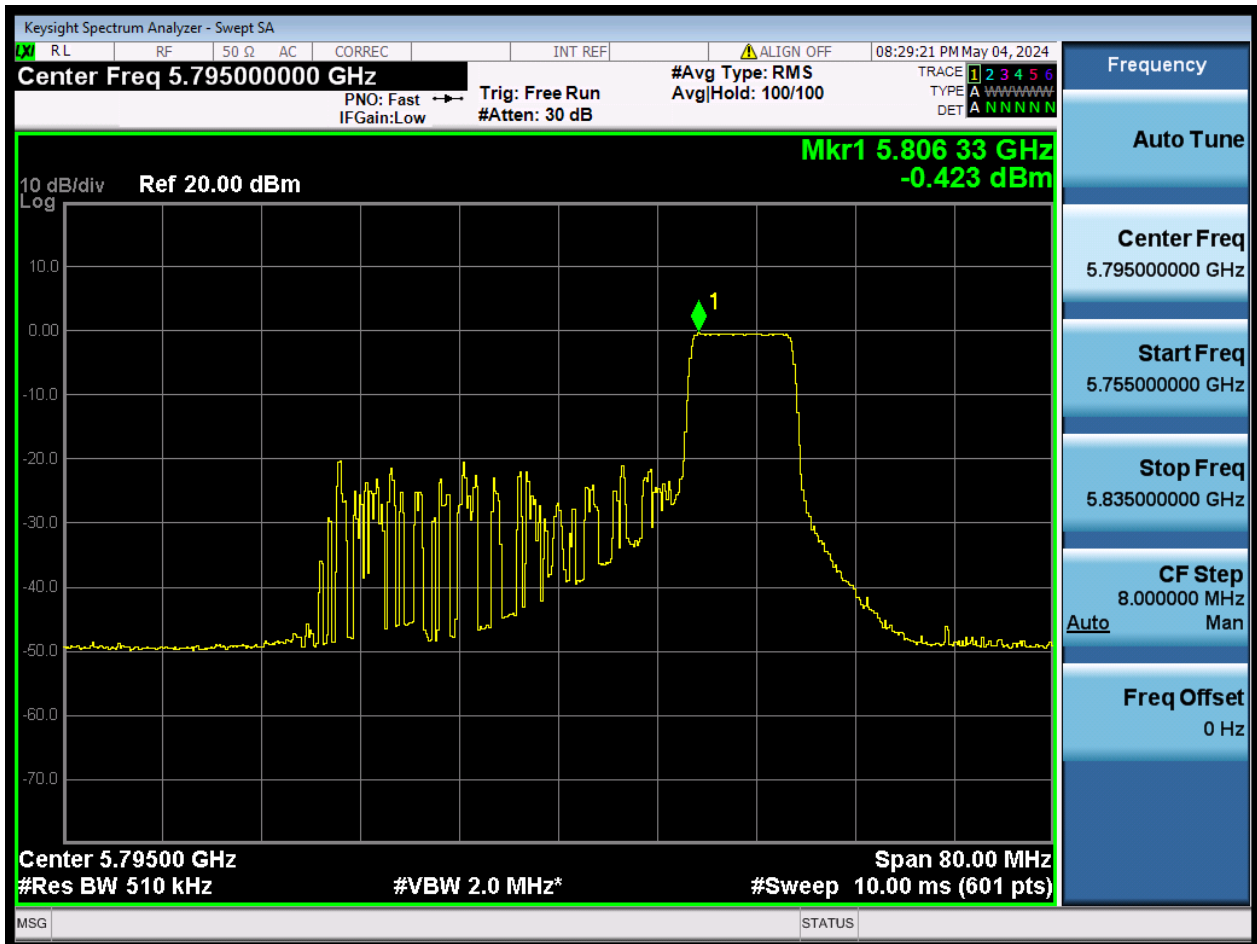 Keysight Spectrum Analyzer - Swept SA
LXI RL RF 50 Ω AC CORREC INT REF ALIGN OFF 08:29:21 PM May 04, 2024
Center Freq 5.795000000 GHz
PNO: Fast
IFGain:Low
Trig: Free Run
#Atten: 30 dB
#Avg Type: RMS
Avg|Hold: 100/100
TRACE 1 2 3 4 5 6
TYPE A WWWWW
DET A N N N N N
Mkr1 5.806 33 GHz
-0.423 dBm
10 dB/div Ref 20.00 dBm
Log
10.0
0.00
-10.0
-20.0
-30.0
-40.0
-50.0
-60.0
-70.0
1
Center 5.79500 GHz Span 80.00 MHz
#Res BW 510 kHz #VBW 2.0 MHz* #Sweep 10.00 ms (601 pts)
MSG STATUS
Frequency
Auto Tune
Center Freq
5.795000000 GHz
Start Freq
5.755000000 GHz
Stop Freq
5.835000000 GHz
CF Step
8.000000 MHz
Auto Man
Freq Offset
0 Hz